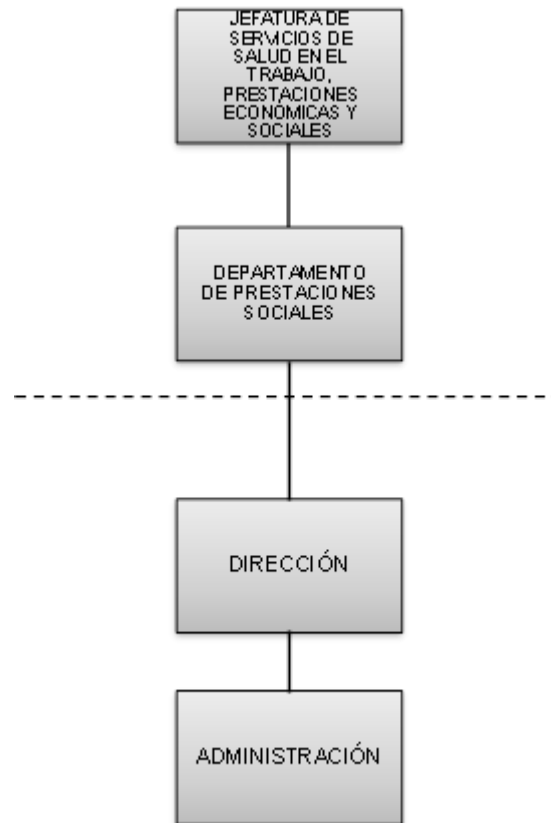 JEFATURA DE
SERVICIOS DE
SALUD EN EL
TRABAJO,
PRESTACIONES
ECONÓMICAS Y
SOCIALES
DEPARTAMENTO
DE PRESTACIONES
SOCIALES
DIRECCIÓN
ADMINISTRACIÓN